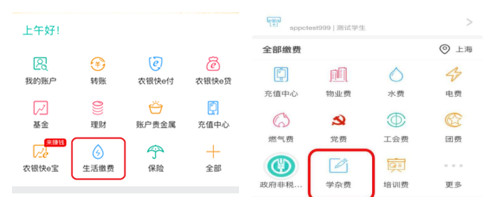 上午好!
我的账户 转账 农银快e付 农银快e贷
基金 理财 账户贵金属 充值中心
来赚钱
农银快e宝 生活缴费 保险 全部
appctest999 | 测试学生
全部缴费 上海
充值中心 物业费 水费 电费
燃气费 党费 工会费 团费
政府非税... 学杂费 培训费 更多